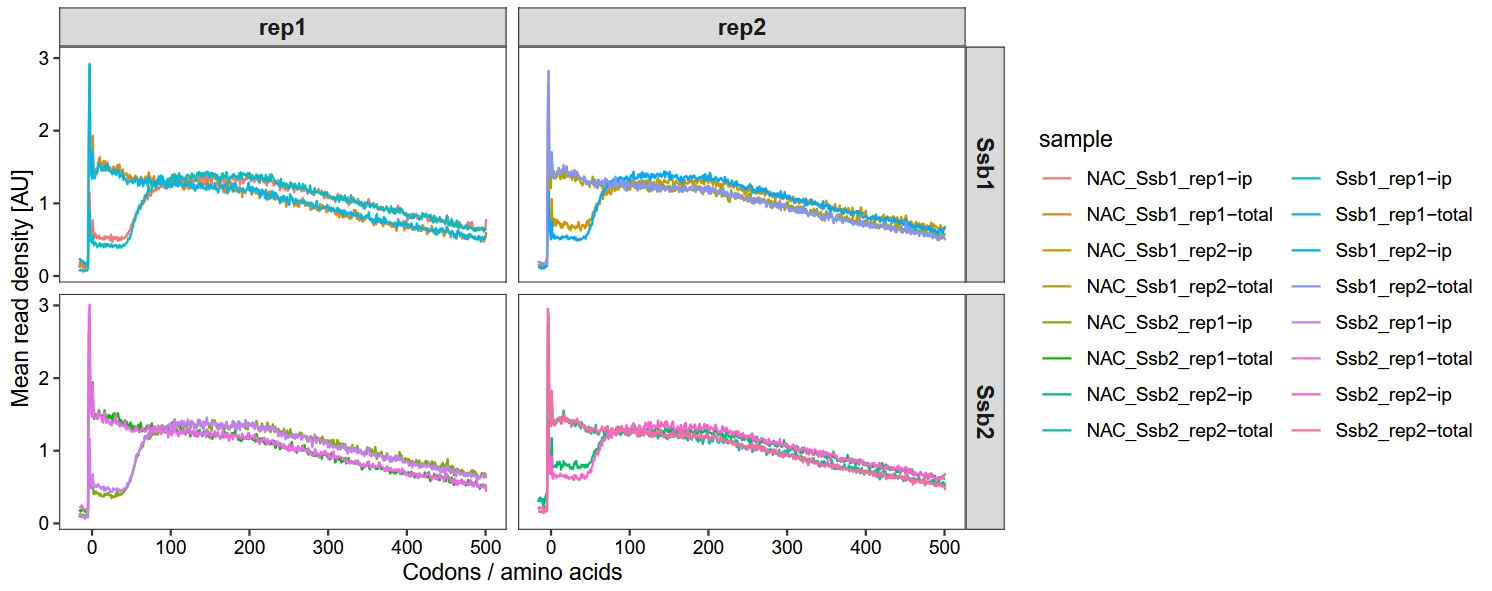 rep1
rep2
3
2
1
0
Ssb1
3
2
1
0
Ssb2
Mean read density [AU]
0 100 200 300 400 500
0 100 200 300 400 500
Codons / amino acids
sample
NAC_Ssb1_rep1−ip
NAC_Ssb1_rep1−total
NAC_Ssb1_rep2−ip
NAC_Ssb1_rep2−total
NAC_Ssb2_rep1−ip
NAC_Ssb2_rep1−total
NAC_Ssb2_rep2−ip
NAC_Ssb2_rep2−total
Ssb1_rep1−ip
Ssb1_rep1−total
Ssb1_rep2−ip
Ssb1_rep2−total
Ssb2_rep1−ip
Ssb2_rep1−total
Ssb2_rep2−ip
Ssb2_rep2−total